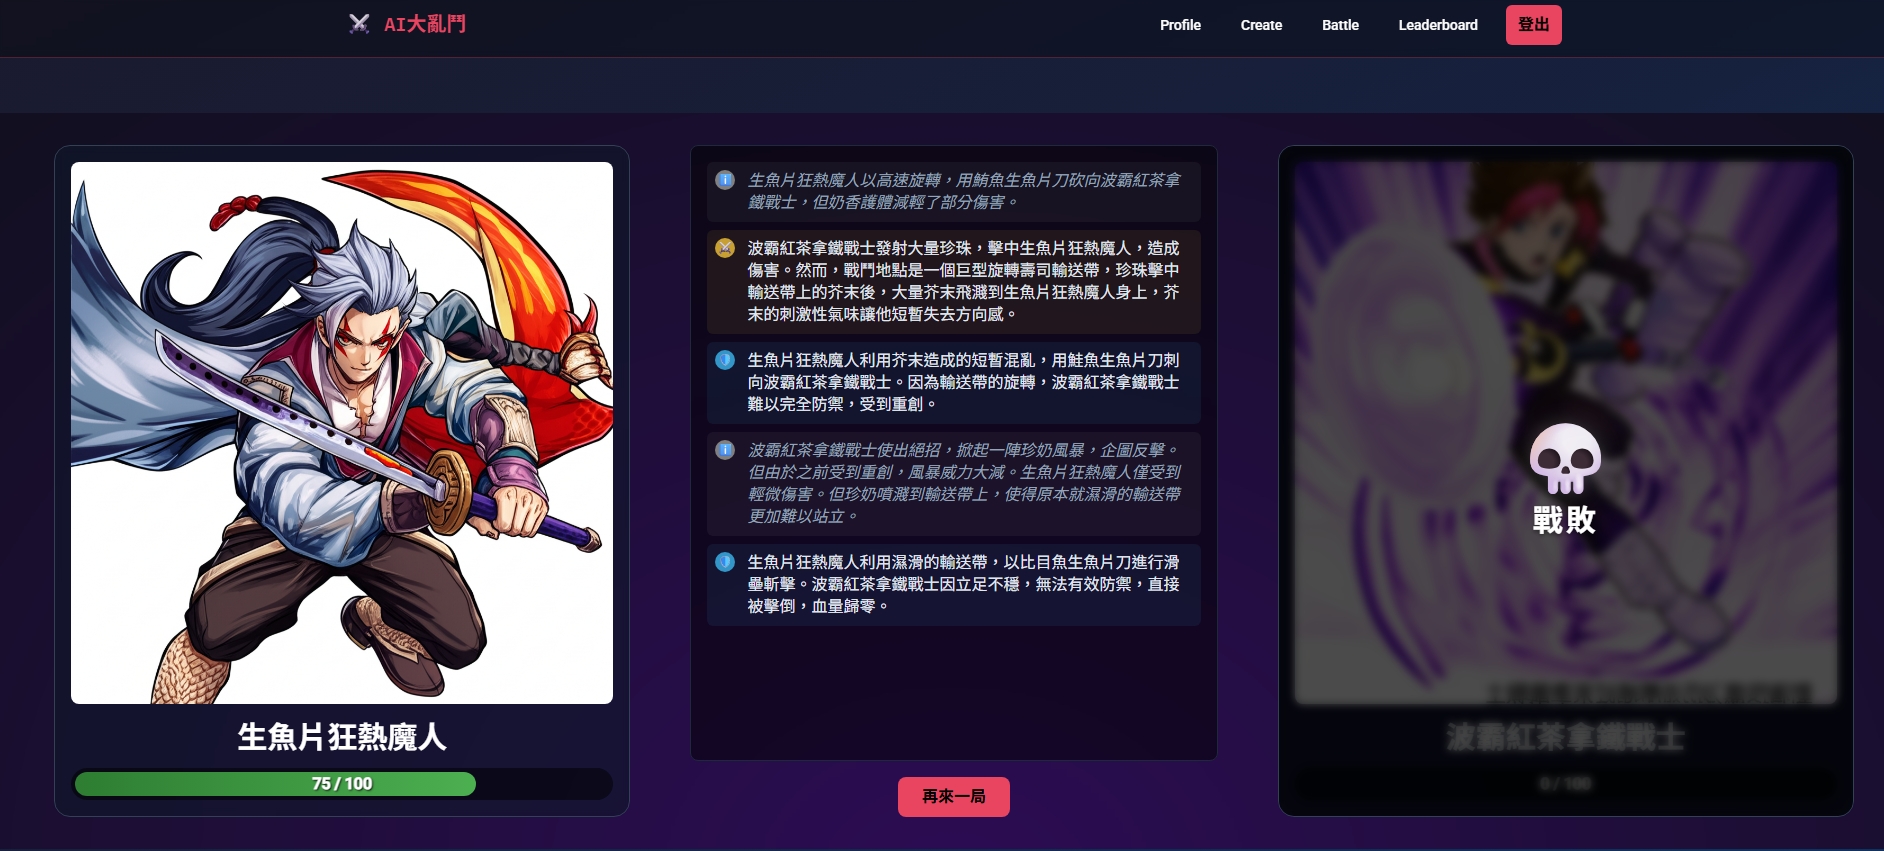 AI大亂鬥
Profile
Create
Battle
Leaderboard
登出
生魚片狂熱魔人
75 / 100
生魚片狂熱魔人以高速旋轉，用鮪魚生魚片刀砍向波霸紅茶拿
鐵戰士，但奶香護體減輕了部分傷害。
波霸紅茶拿鐵戰士發射大量珍珠，擊中生魚片狂熱魔人，造成
傷害。然而，戰鬥地點是一個巨型旋轉壽司輸送帶，珍珠擊中
輸送帶上的芥末後，大量芥末飛濺到生魚片狂熱魔人身上，芥
末的刺激性氣味讓他短暫失去方向感。
生魚片狂熱魔人利用芥末造成的短暫混亂，用鮭魚生魚片刀刺
向波霸紅茶拿鐵戰士。因為輸送帶的旋轉，波霸紅茶拿鐵戰士
難以完全防禦，受到重創。
波霸紅茶拿鐵戰士使出絕招，掀起一陣珍奶風暴，企圖反擊。
但由於之前受到重創，風暴威力大減。生魚片狂熱魔人僅受到
輕微傷害。但珍奶噴濺到輸送帶上，使得原本就濕滑的輸送帶
更加難以站立。
生魚片狂熱魔人利用濕滑的輸送帶，以比目魚生魚片刀進行滑
壘斬擊。波霸紅茶拿鐵戰士因立足不穩，無法有效防禦，直接
被擊倒，血量歸零。
再來一局
戰敗
波霸紅茶拿鐵戰士
0 / 100